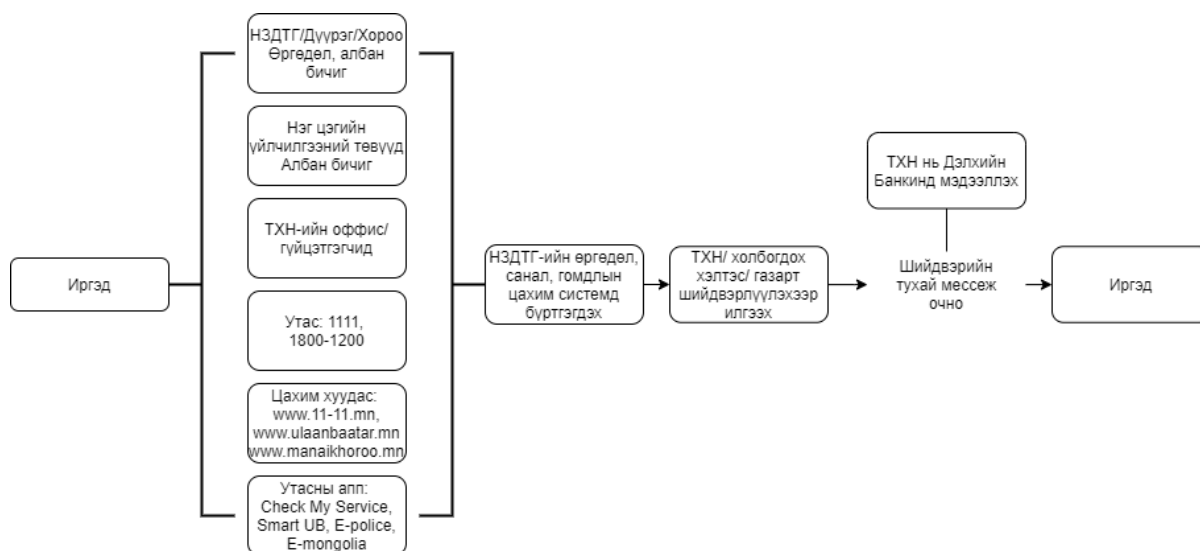 Иргэд
НЗДТГ/Дүүрэг/Хороо
Өргөдөл, албан
бичиг
Нэг цэгийн
үйлчилгээний төвүүд
Албан бичиг
ТХН-ийн оффис/
гүйцэтгэгчид
Утас: 1111,
1800-1200
Цахим хуудас:
www.11-11.mn,
www.ulaanbaatar.mn
www.manaikhoroo.mn
Утасны апп:
Check My Service,
Smart UB, E-police,
E-mongolia
НЗДТГ-ийн өргөдөл,
санал, гомдлын
цахим системд
бүртгэгдэх
ТХН/ холбогдох
хэлтэс/ газарт
шийдвэрлүүлэхээр
илгээх
ТХН нь Дэлхийн
Банкинд мэдээллэх
Шийдвэрийн
тухай мессеж
очно
Иргэд